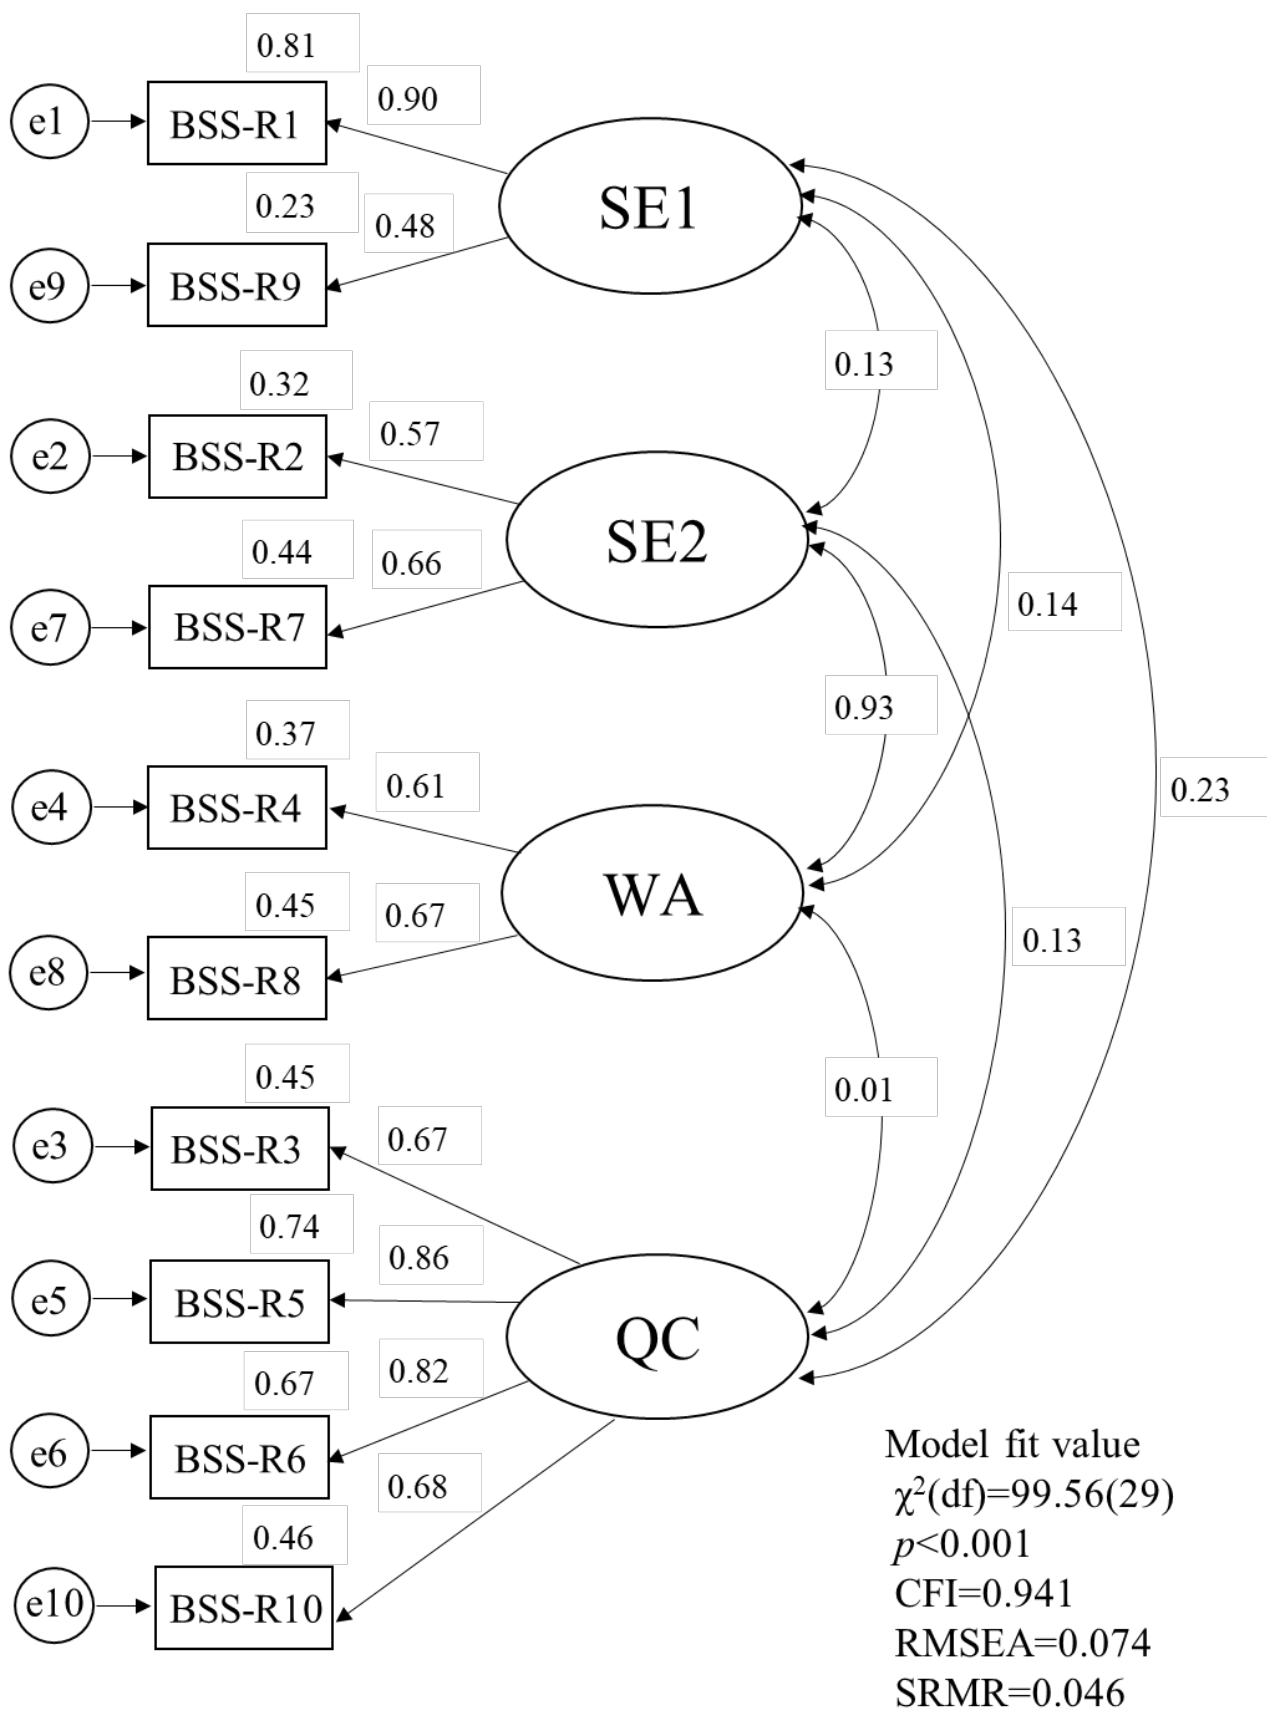 0.81
0.90
e1
BSS-R1
SE1
0.23
0.48
e9
BSS-R9
0.13
0.32
0.57
e2
BSS-R2
SE2
0.44
0.66
e7
BSS-R7
0.14
0.93
0.37
0.61
e4
BSS-R4
0.23
WA
0.45
0.67
e8
BSS-R8
0.13
0.45
0.67
e3
BSS-R3
0.01
0.74
0.86
e5
BSS-R5
QC
0.67
0.82
e6
BSS-R6
0.68
0.46
e10
BSS-R10
Model fit value
χ²(df)=99.56(29)
p<0.001
CFI=0.941
RMSEA=0.074
SRMR=0.046